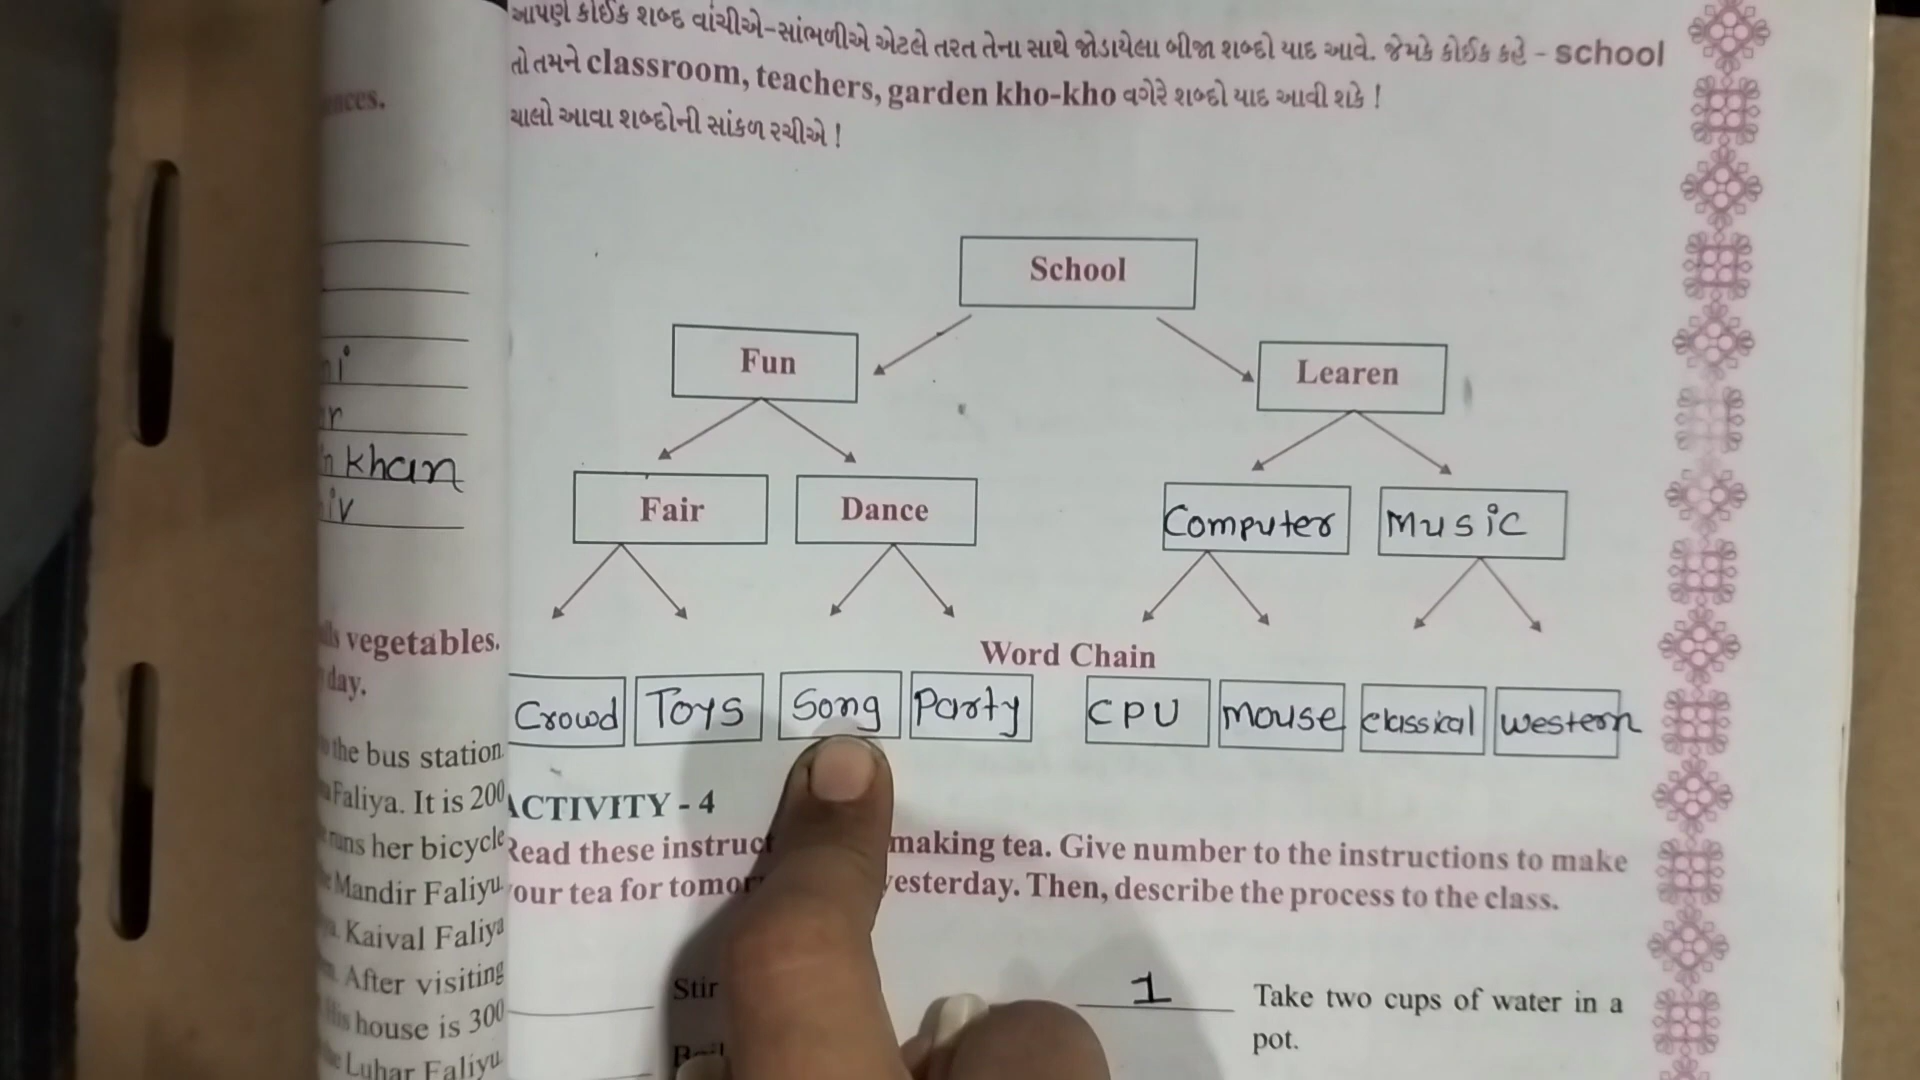 આપણે કોઈક શબ્દ વાંચીએ-સાંભળીએ એટલે તરત તેના સાથે જોડાયેલા બીજા શબ્દો યાદ આવે. જેમકે કોઈક કહે - school
તો તમને classroom, teachers, garden kho-kho વગેરે શબ્દો યાદ આવી શકે !
ચાલો આવા શબ્દોની સાંકળ રચીએ !
School
Fun
Learen
Fair
Dance
Computer
Music
Word Chain
Crowd
Toys
Song
Party
CPU
mouse
classical
western
ACTIVITY - 4
Read these making tea. Give number to the instructions to make
your tea for Then, describe the process to the class.
Stir
1 Take two cups of water in a
pot.
khan
vegetables.
day.
the bus station
Faliya. It is 200
her bicycle
Mandir Faliyu
Kaival Faliya
After visiting
house is 300
Luhar Faliyu